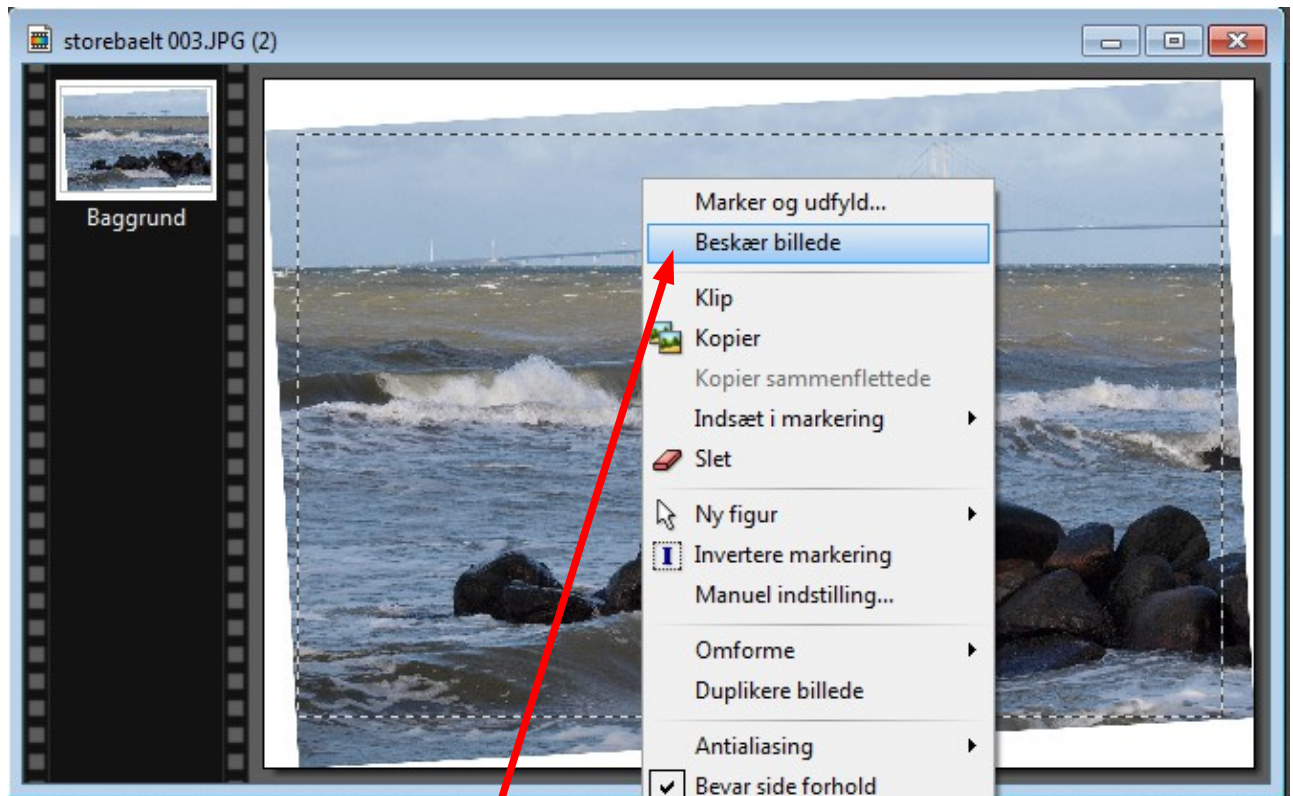 storebaelt 003.JPG (2)
Baggrund
Marker og udfyld...
Beskær billede
Klip
Kopier
Kopier sammenflettede
Indsæt i markering
Slet
Ny figur
Invertere markering
Manuel indstilling...
Omforme
Duplikere billede
Antialiasing
Bevar side forhold